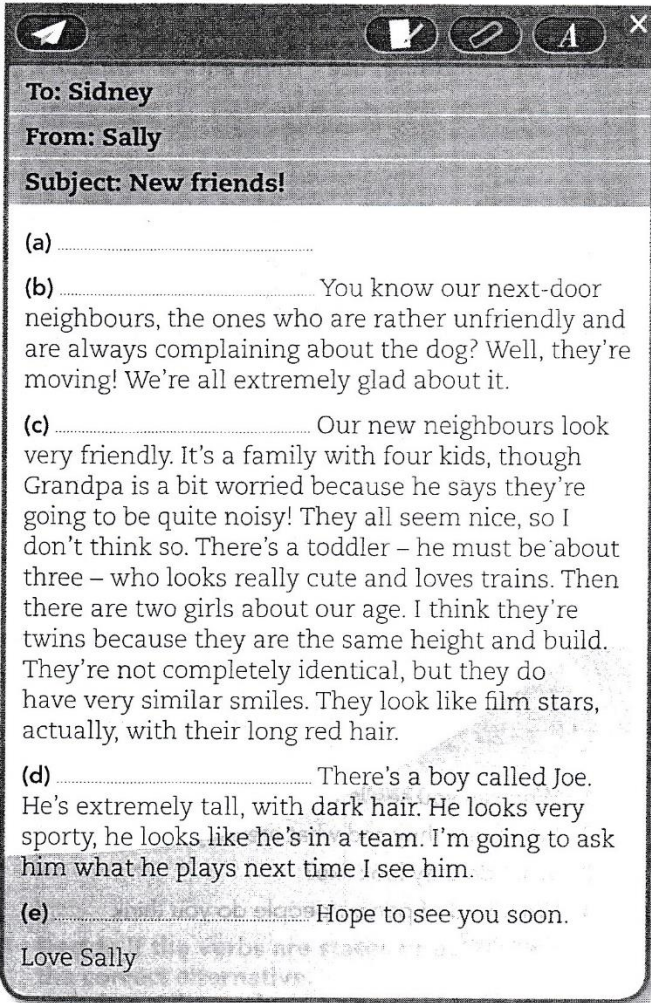 A ×
To: Sidney
From: Sally
Subject: New friends!
(a) ........................................
(b) ........................................ You know our next-door
neighbours, the ones who are rather unfriendly and
are always complaining about the dog? Well, they're
moving! We're all extremely glad about it.
(c) ........................................ Our new neighbours look
very friendly. It's a family with four kids, though
Grandpa is a bit worried because he says they're
going to be quite noisy! They all seem nice, so I
don't think so. There's a toddler – he must be about
three – who looks really cute and loves trains. Then
there are two girls about our age. I think they're
twins because they are the same height and build.
They're not completely identical, but they do
have very similar smiles. They look like film stars,
actually, with their long red hair.
(d) ........................................ There's a boy called Joe.
He's extremely tall, with dark hair. He looks very
sporty, he looks like he's in a team. I'm going to ask
him what he plays next time I see him.
(e) ........................................ Hope to see you soon.
Love Sally